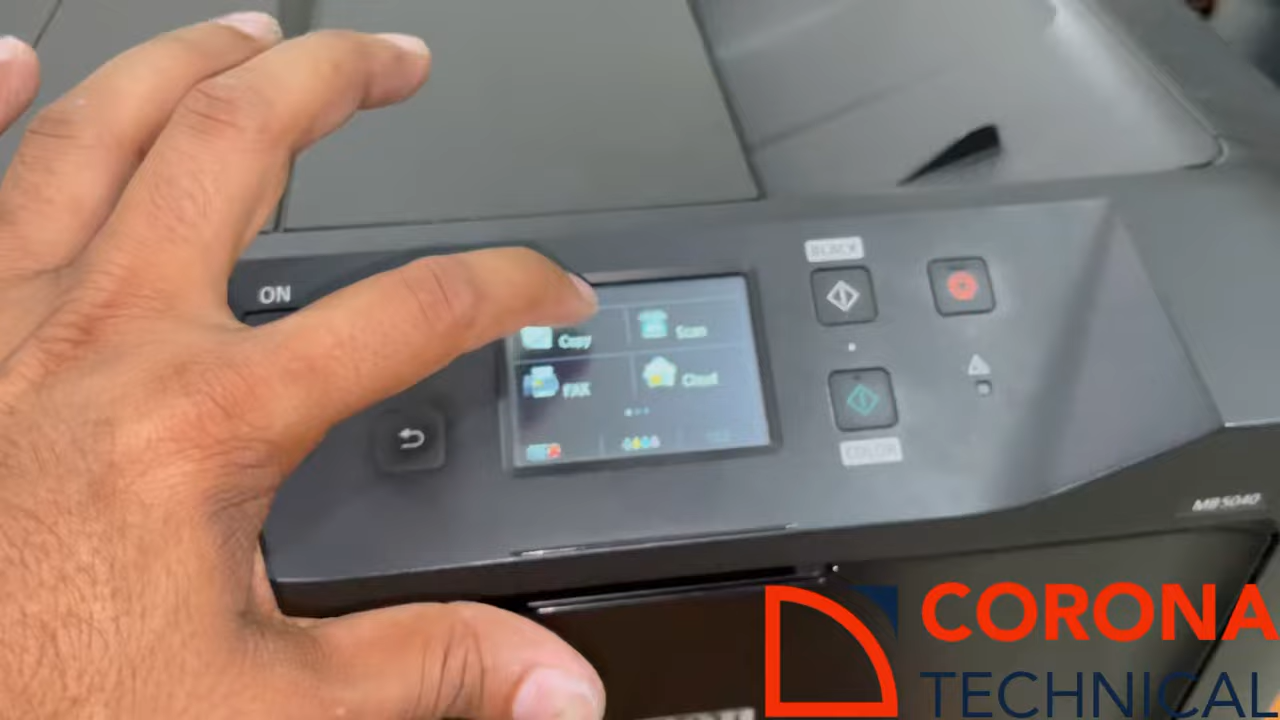 BLACK
ON
Copy
Scan
FAX
Cloud
COLOR
MB5040
CORONA
TECHNICAL